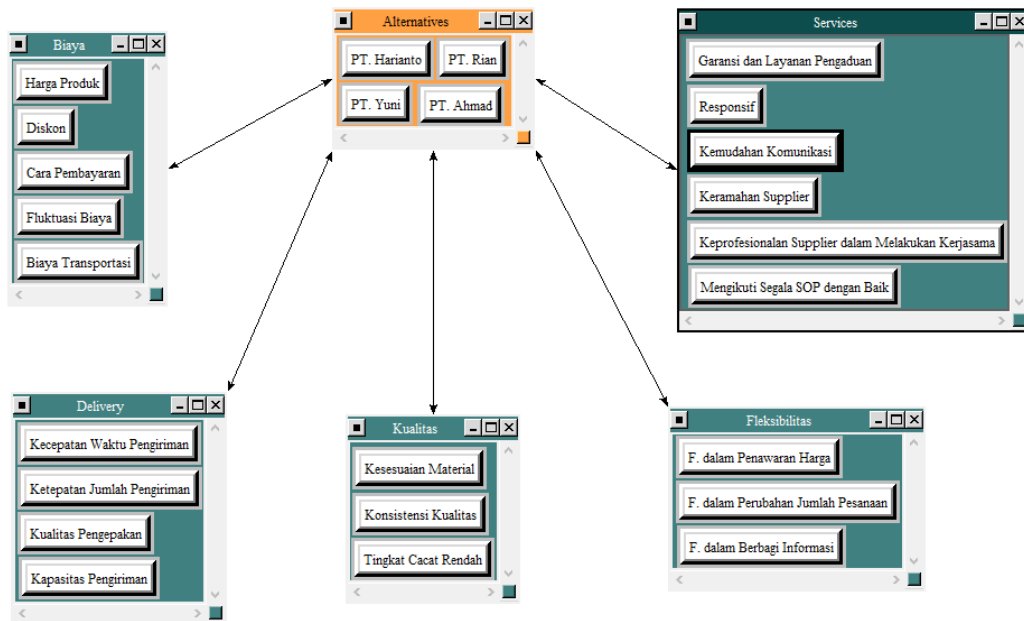 Biaya
Harga Produk
Diskon
Cara Pembayaran
Fluktuasi Biaya
Biaya Transportasi
Alternatives
PT. Harianto
PT. Rian
PT. Yuni
PT. Ahmad
Services
Garansi dan Layanan Pengaduan
Responsif
Kemudahan Komunikasi
Keramahan Supplier
Keprofesionalan Supplier dalam Melakukan Kerjasama
Mengikuti Segala SOP dengan Baik
Delivery
Kecepatan Waktu Pengiriman
Ketepatan Jumlah Pengiriman
Kualitas Pengepakan
Kapasitas Pengiriman
Kualitas
Kesesuaian Material
Konsistensi Kualitas
Tingkat Cacat Rendah
Fleksibilitas
F. dalam Penawaran Harga
F. dalam Perubahan Jumlah Pesanaan
F. dalam Berbagi Informasi